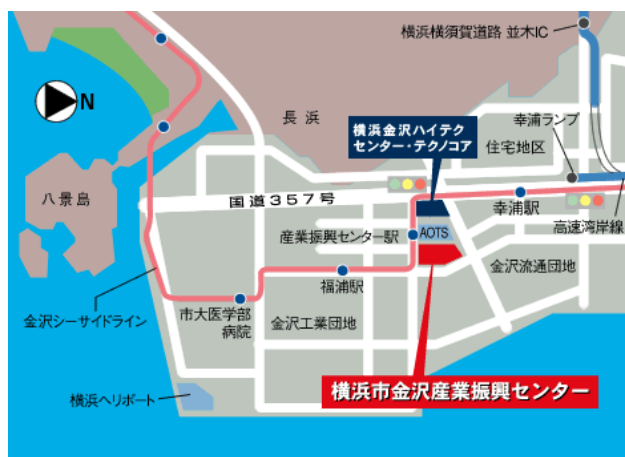 横浜横須賀道路 並木IC
N
長 浜
横浜金沢ハイテク
センター・テクノコア
幸浦ランプ
住宅地区
八景島
国道357号
幸浦駅
高速湾岸線
産業振興センター駅
AOTS
金沢流通団地
福浦駅
市大医学部
病院
金沢シーサイドライン
金沢工業団地
横浜ヘリポート
横浜市金沢産業振興センター